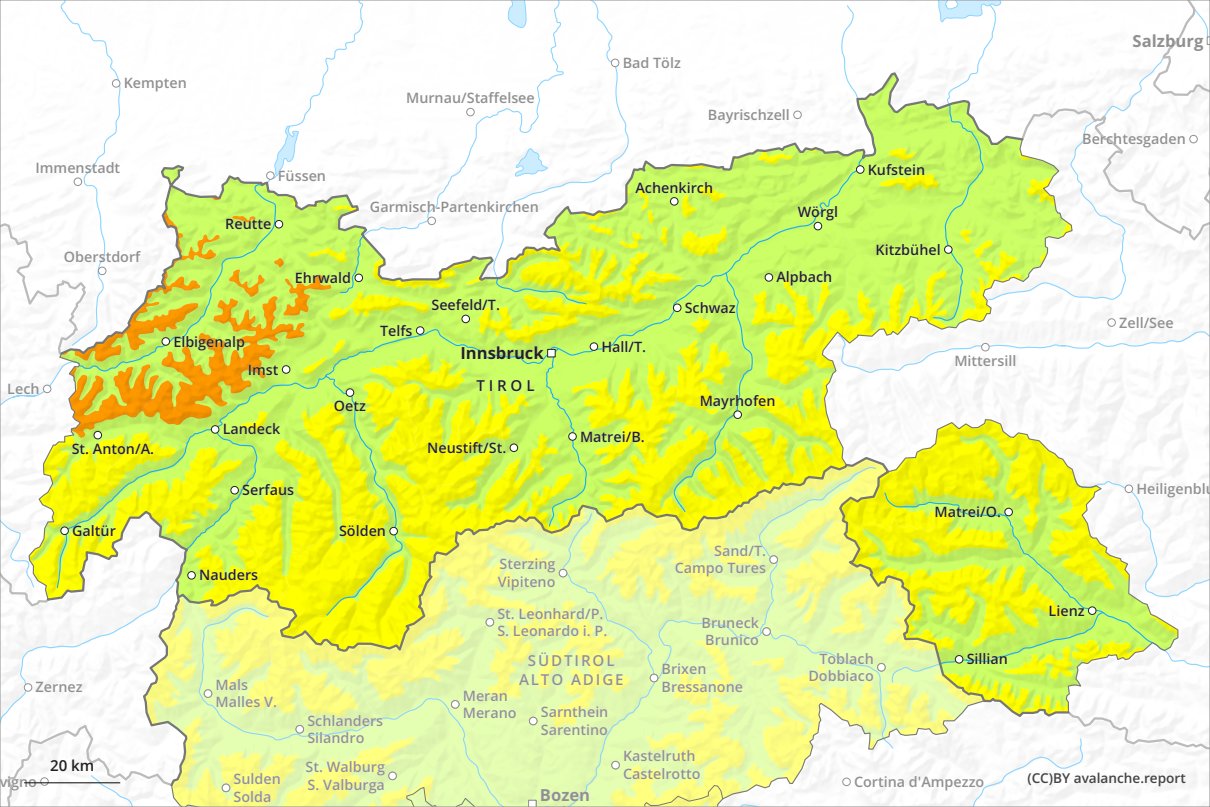 Salzburg
Bad Tölz
Kempten
Murnau/Staffelsee
Bayrischzell
Berchtesgaden
Immenstadt
Füssen
Kufstein
Achenkirch
Garmisch-Partenkirchen
Wörgl
Reutte
Oberstdorf
Kitzbühel
Ehrwald
Alpbach
Seefeld/T.
Schwaz
Zell/See
Telfs
Elbigenalp
Innsbruck
Hall/T.
Mittersill
Imst
TIROL
Lech
Oetz
Mayrhofen
Landeck
Matrei/B.
St. Anton/A.
Neustift/St.
Serfaus
Heiligenblu
Matrei/O.
Galtür
Sölden
Sand/T.
Campo Tures
Sterzing
Vipiteno
Nauders
St. Leonhard/P.
S. Leonardo i. P.
Lienz
Bruneck
Brunico
Sillian
Toblach
Dobbiaco
SÜDTIROL
ALTO ADIGE
Brixen
Bressanone
Zernez
Mals
Malles V.
Meran
Merano
Sarnthein
Sarentino
Schlanders
Silandro
Kastelruth
Castelrotto
St. Walburg
S. Valburga
20 km
vigno
Sulden
Solda
Cortina d'Ampezzo
(CC)BY avalanche.report
Bozen